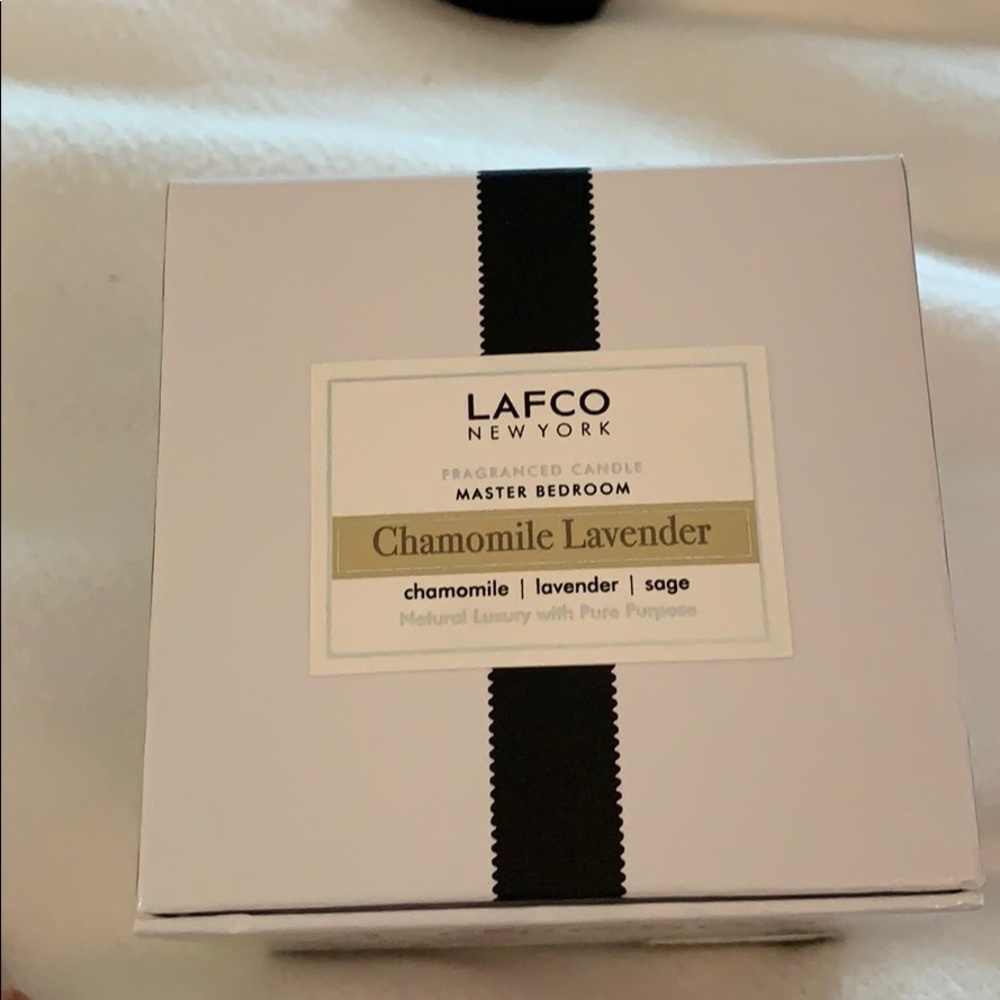 LAFCO
NEW YORK
FRAGRANCED CANDLE
MASTER BEDROOM
Chamomile Lavender
chamomile | lavender | sage
Natural Luxury with Pure Purpose